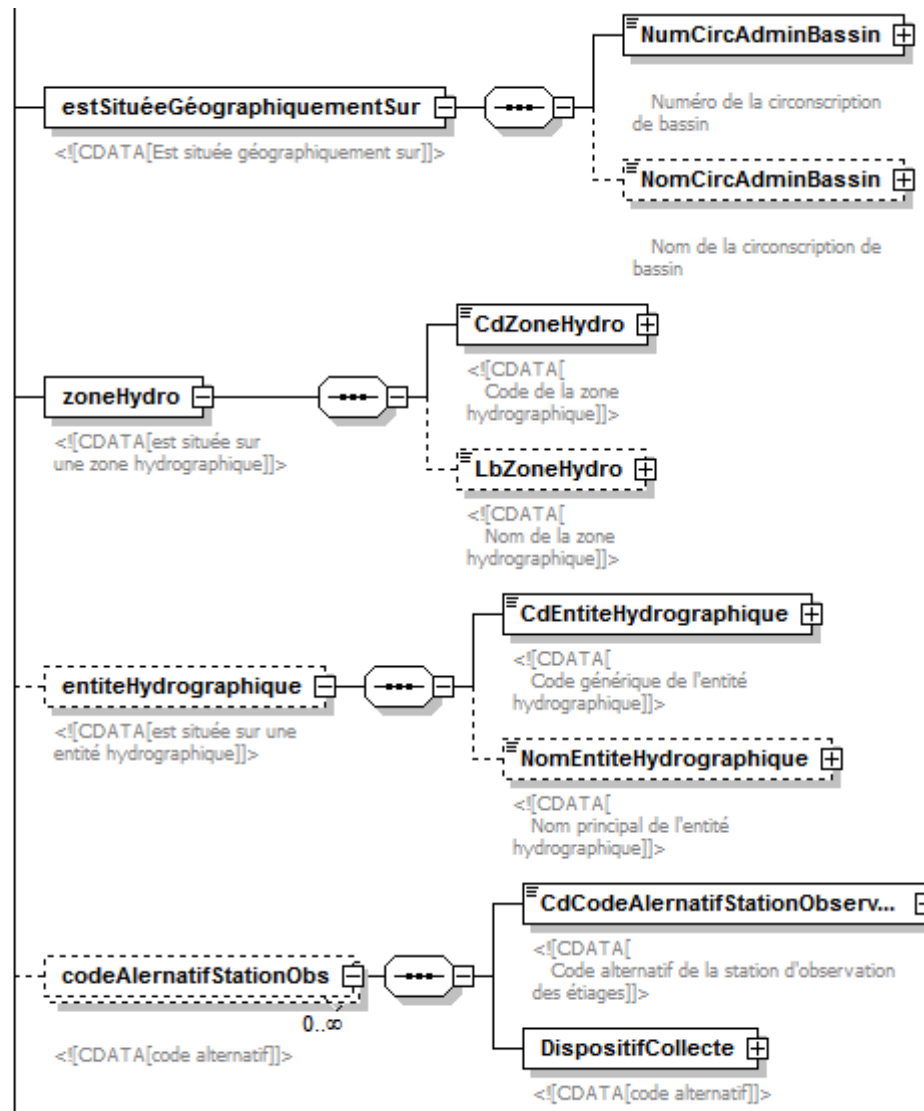 NumCircAdminBassin
Numéro de la circonscription
de bassin
estSituéeGéographiquementSur
<![CDATA[Est située géographiquement sur]]>
NomCircAdminBassin
Nom de la circonscription de
bassin
CdZoneHydro
<![CDATA[
Code de la zone
hydrographique]]>
zoneHydro
<![CDATA[est située sur
une zone hydrographique]]>
LbZoneHydro
<![CDATA[
Nom de la zone
hydrographique]]>
CdEntiteHydrographique
<![CDATA[
Code générique de l'entité
hydrographique]]>
entiteHydrographique
<![CDATA[est située sur une
entité hydrographique]]>
NomEntiteHydrographique
<![CDATA[
Nom principal de l'entité
hydrographique]]>
CdCodeAlernatifStationObserv...
<![CDATA[
Code alternatif de la station d'observation
des étiages]]>
codeAlernatifStationObs
0..∞
<![CDATA[code alternatif]]>
DispositifCollecte
<![CDATA[code alternatif]]>